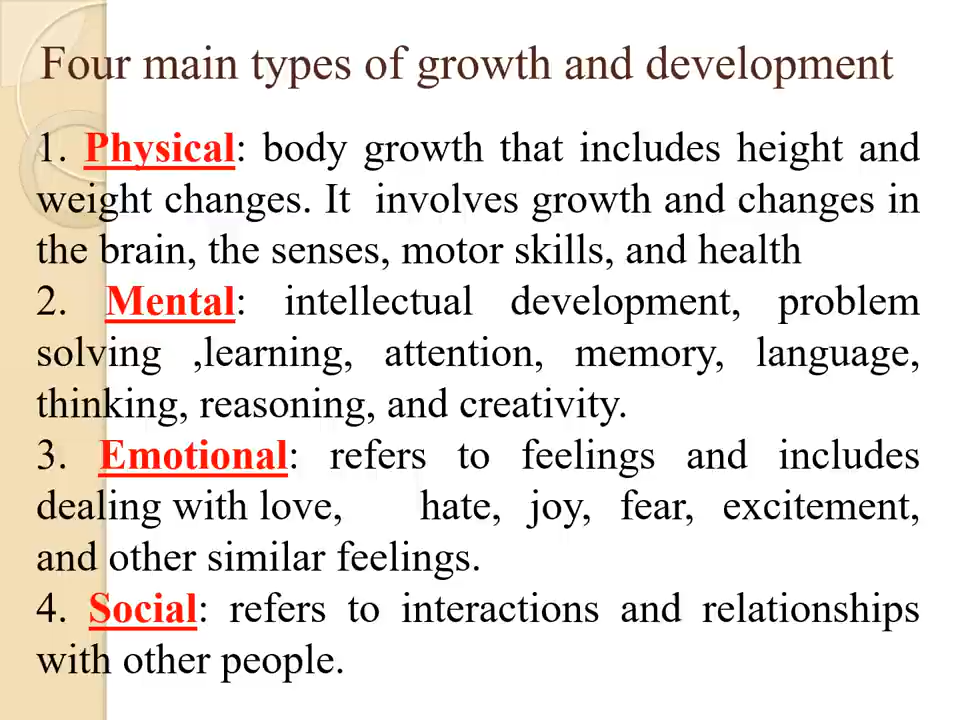 Four main types of growth and development
1. Physical: body growth that includes height and
weight changes. It involves growth and changes in
the brain, the senses, motor skills, and health
2. Mental: intellectual development, problem
solving ,learning, attention, memory, language,
thinking, reasoning, and creativity.
3. Emotional: refers to feelings and includes
dealing with love, hate, joy, fear, excitement,
and other similar feelings.
4. Social: refers to interactions and relationships
with other people.